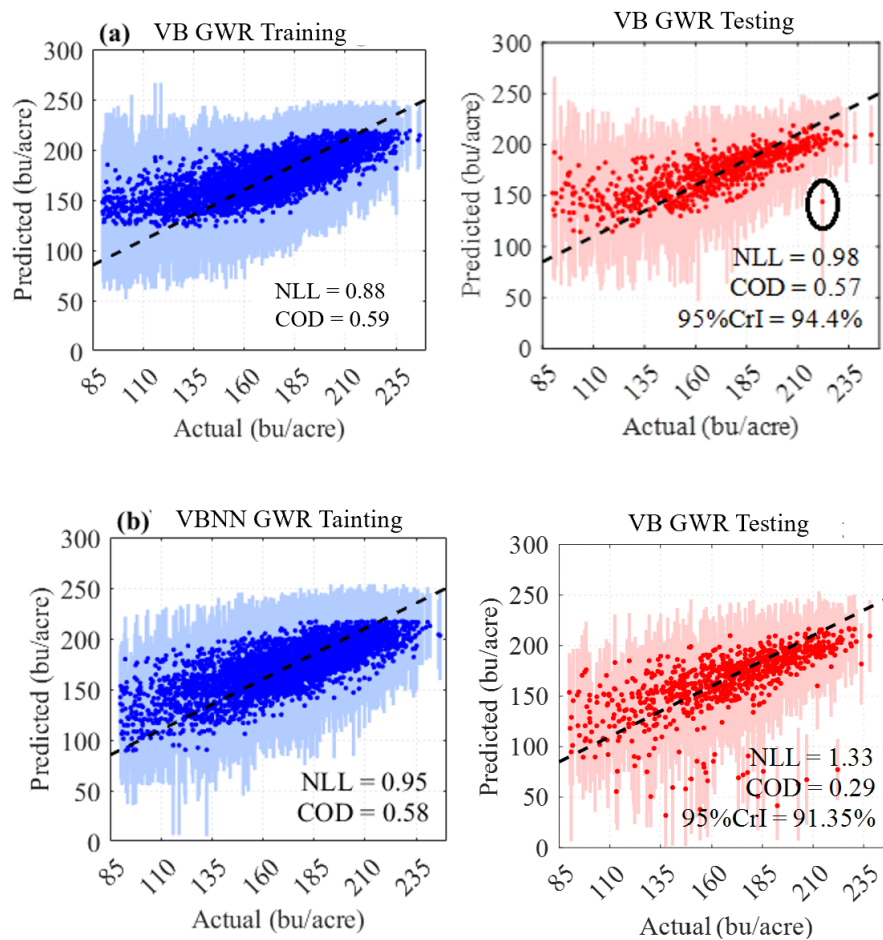 (a) VB GWR Training
300
250
200
150
100
50
0
Predicted (bu/acre)
NLL = 0.88
COD = 0.59
85 110 135 160 185 210 235
Actual (bu/acre)
VB GWR Testing
300
250
200
150
100
50
0
Predicted (bu/acre)
NLL = 0.98
COD = 0.57
95%CrI = 94.4%
85 110 135 160 185 210 235
Actual (bu/acre)
(b) VBNN GWR Tainting
300
250
200
150
100
50
0
Predicted (bu/acre)
NLL = 0.95
COD = 0.58
85 110 135 160 185 210 235
Actual (bu/acre)
VB GWR Testing
300
250
200
150
100
50
0
Predicted (bu/acre)
NLL = 1.33
COD = 0.29
95%CrI = 91.35%
85 110 135 160 185 210 235
Actual (bu/acre)